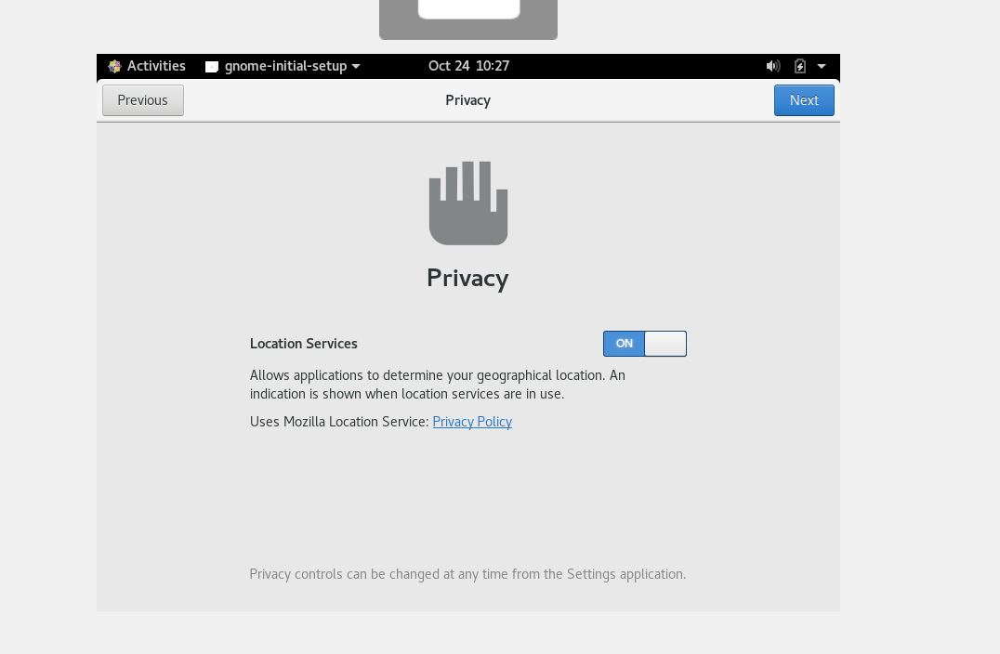 Activities gnome-initial-setup Oct 24 10:27
Previous Privacy Next
Privacy
Location Services ON
Allows applications to determine your geographical location. An
indication is shown when location services are in use.
Uses Mozilla Location Service: Privacy Policy
Privacy controls can be changed at any time from the Settings application.